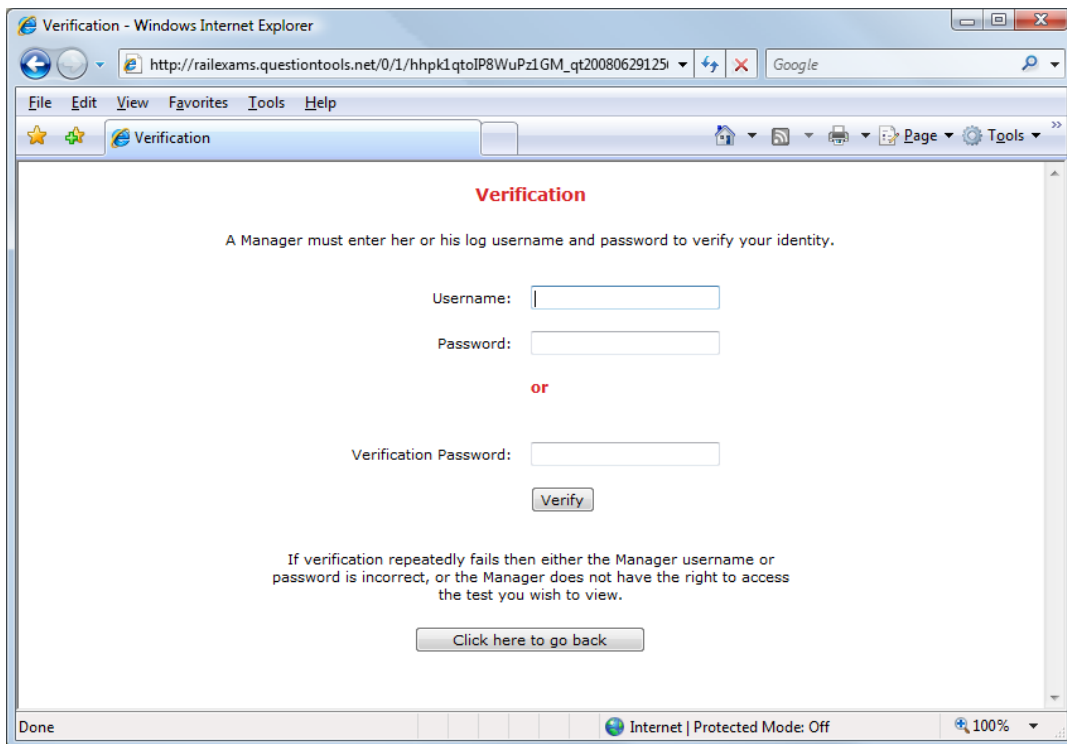 Verification - Windows Internet Explorer
http://railexams.questiontools.net/0/1/hhpk1qtoIP8WuPz1GM_qt20080629125( Google
File Edit View Favorites Tools Help
Verification Page Tools »
Verification
A Manager must enter her or his log username and password to verify your identity.
Username:
Password:
or
Verification Password:
Verify
If verification repeatedly fails then either the Manager username or
password is incorrect, or the Manager does not have the right to access
the test you wish to view.
Click here to go back
Done Internet | Protected Mode: Off 100%